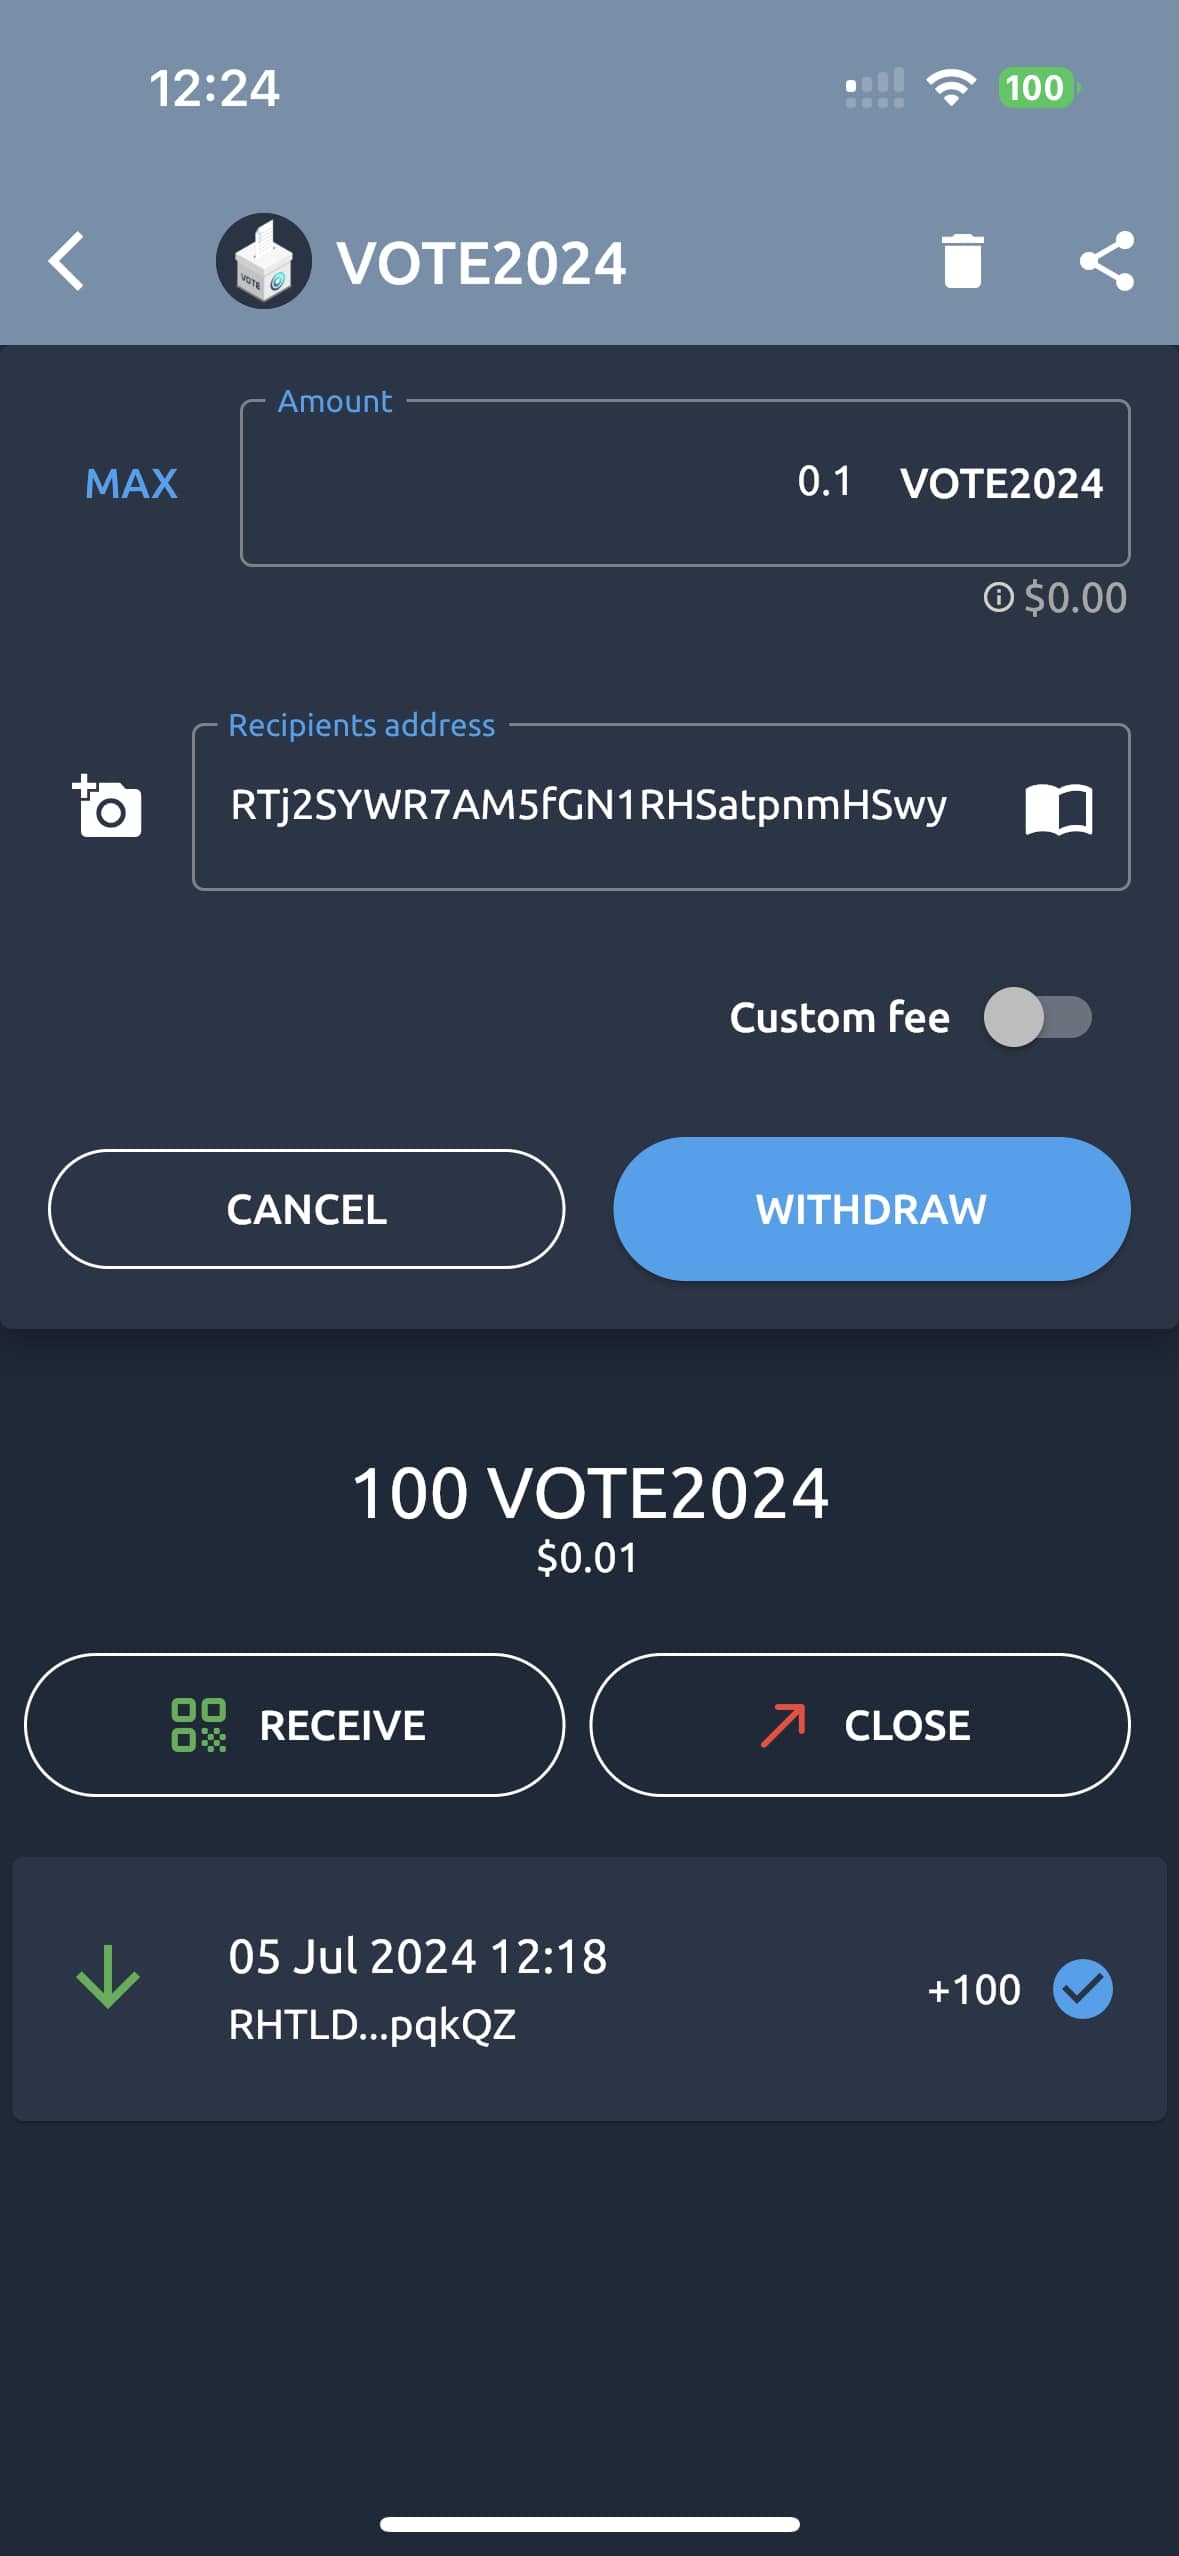 12:24
100
VOTE
VOTE2024
Amount
MAX
0.1 VOTE2024
$0.00
Recipients address
RTj2SYWR7AM5fGN1RHSatpnmHSwy
Custom fee
CANCEL
WITHDRAW
100 VOTE2024
$0.01
RECEIVE
CLOSE
05 Jul 2024 12:18
+100
RHTLD...pqkQZ